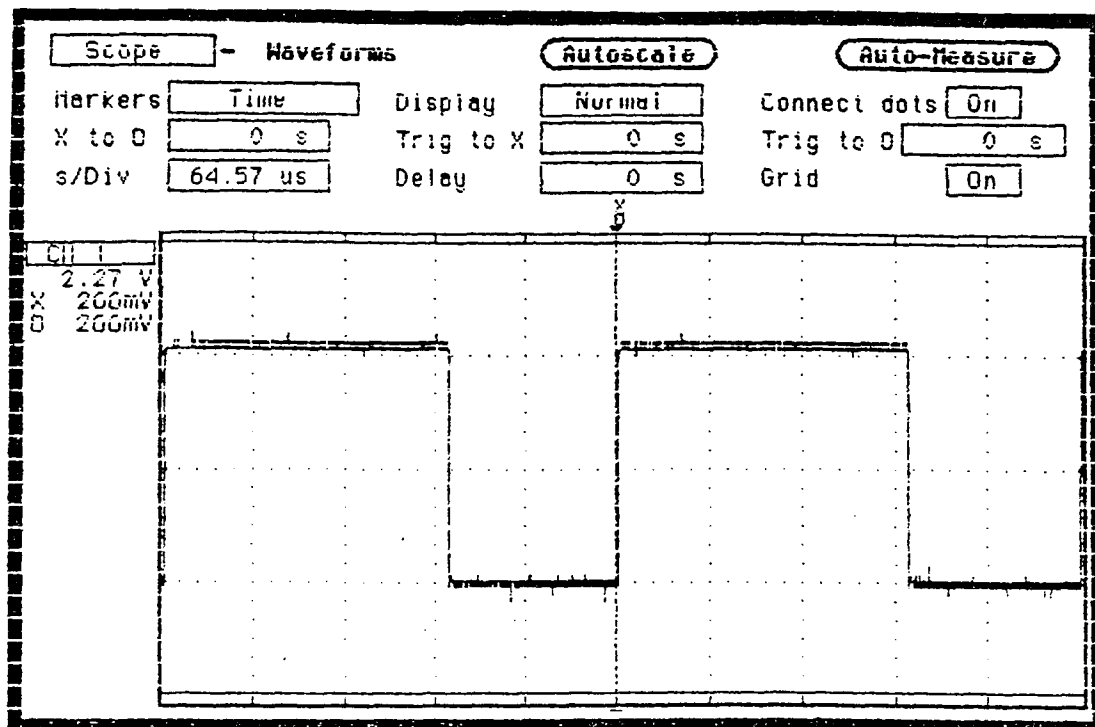 Scope - Waveforms Autoscale Auto-Measure
Markers Time Display Normal Connect dots On
X to O 0 s Trig to X 0 s Trig to O 0 s
s/Div 64.57 us Delay 0 s Grid On
X
O
CH 1
2.27 V
X 200mV
O 200mV